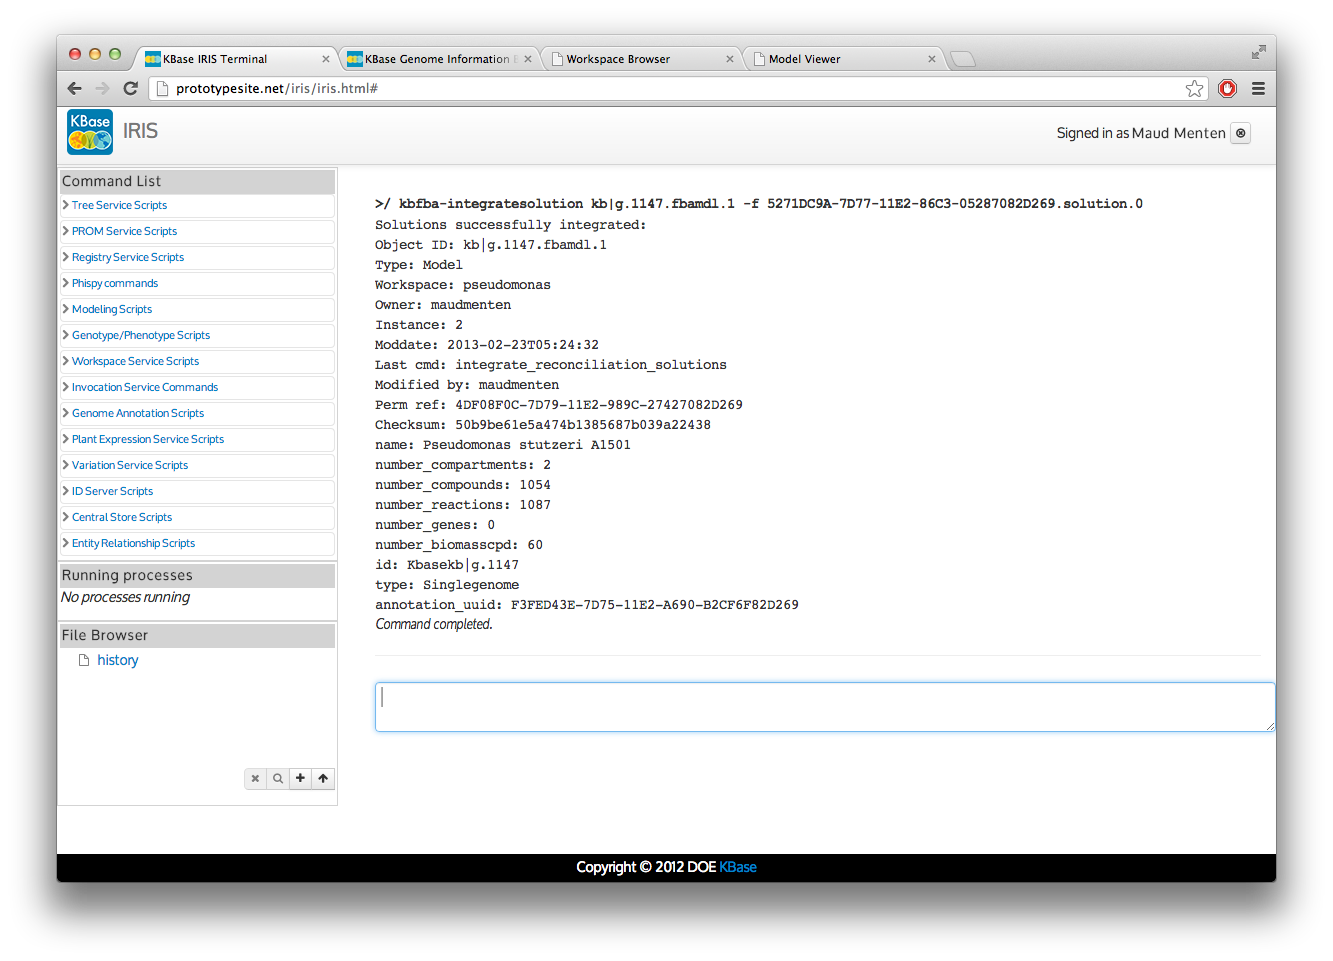 KBase IRIS Terminal
KBase Genome Information
Workspace Browser
Model Viewer
prototypesite.net/iris/iris.html#
KBase
IRIS
Signed in as Maud Menten
Command List
Tree Service Scripts
PROM Service Scripts
Registry Service Scripts
Phispy commands
Modeling Scripts
Genotype/Phenotype Scripts
Workspace Service Scripts
Invocation Service Commands
Genome Annotation Scripts
Plant Expression Service Scripts
Variation Service Scripts
ID Server Scripts
Central Store Scripts
Entity Relationship Scripts
Running processes
No processes running
File Browser
history
>/ kbfba-integratesolution kb|g.1147.fbamdl.1 -f 5271DC9A-7D77-11E2-86C3-05287082D269.solution.0
Solutions successfully integrated:
Object ID: kb|g.1147.fbamdl.1
Type: Model
Workspace: pseudomonas
Owner: maudmenten
Instance: 2
Moddate: 2013-02-23T05:24:32
Last cmd: integrate_reconciliation_solutions
Modified by: maudmenten
Perm ref: 4DF08F0C-7D79-11E2-989C-27427082D269
Checksum: 50b9be61e5a474b1385687b039a22438
name: Pseudomonas stutzeri A1501
number_compartments: 2
number_compounds: 1054
number_reactions: 1087
number_genes: 0
number_biomasscpd: 60
id: Kbasekb|g.1147
type: Singlegenome
annotation_uuid: F3FED43E-7D75-11E2-A690-B2CF6F82D269
Command completed.
Copyright © 2012 DOE KBase